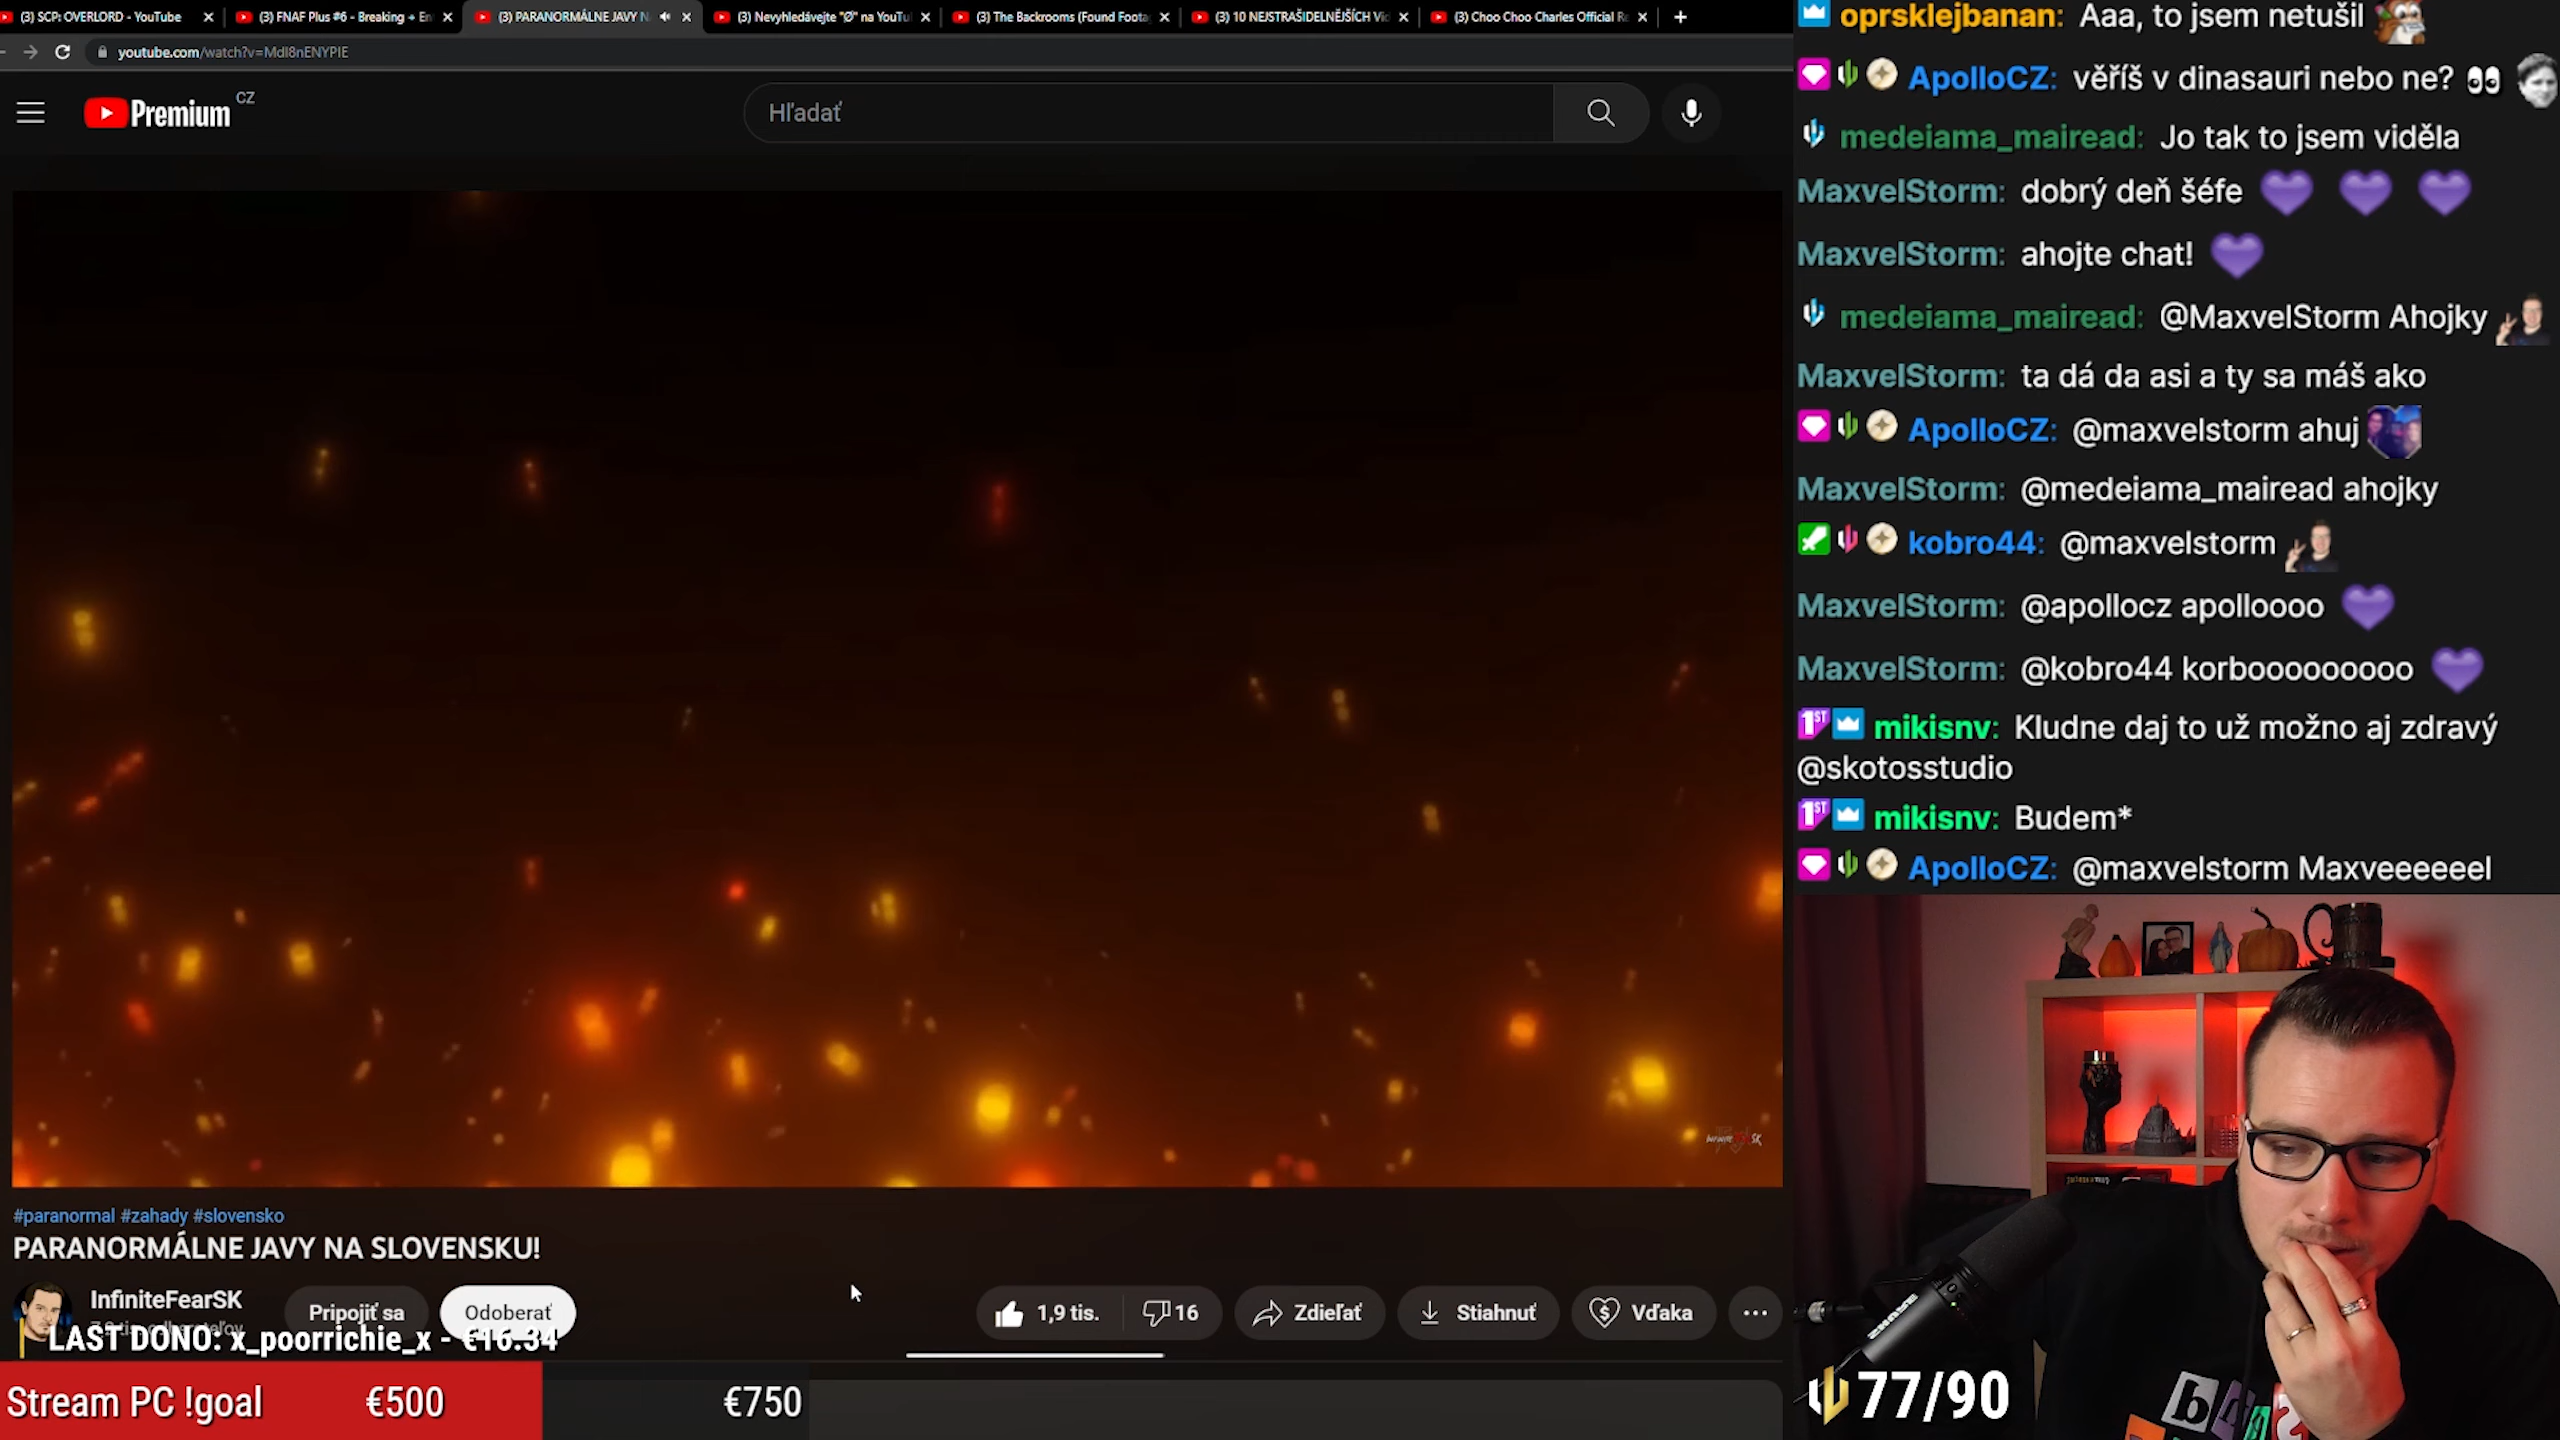 (3) SCP: OVERLORD - YouTube
(3) FNAF Plus #6 - Breaking + En
(3) PARANORMÁLNE JAVY N
(3) Nevyhledávejte "Ø" na YouTu
(3) The Backrooms (Found Foota
(3) 10 NEJSTRAŠIDELNĚJŠÍCH Vi
(3) Choo Choo Charles Official Re
youtube.com/watch?v=MdI8nENYPIE
Premium CZ
Hľadať
#paranormal #zahady #slovensko
PARANORMÁLNE JAVY NA SLOVENSKU!
InfiniteFearSK
Pripojiť sa
Odoberať
1,9 tis.
16
Zdieľať
Stiahnuť
Vďaka
LAST DONO: x_poorrichie_x - €16.34
Stream PC !goal €500 €750
oprsklejbanan: Aaa, to jsem netušil
ApolloCZ: věříš v dinasauri nebo ne?
medeiama_mairead: Jo tak to jsem viděla
MaxvelStorm: dobrý deň šéfe
MaxvelStorm: ahojte chat!
medeiama_mairead: @MaxvelStorm Ahojky
MaxvelStorm: ta dá da asi a ty sa máš ako
ApolloCZ: @maxvelstorm ahuj
MaxvelStorm: @medeiama_mairead ahojky
kobro44: @maxvelstorm
MaxvelStorm: @apollocz apolloooo
MaxvelStorm: @kobro44 korbooooooooo
1ST mikisnv: Kludne daj to už možno aj zdravý
@skotosstudio
1ST mikisnv: Budem*
ApolloCZ: @maxvelstorm Maxveeeeeel
77/90